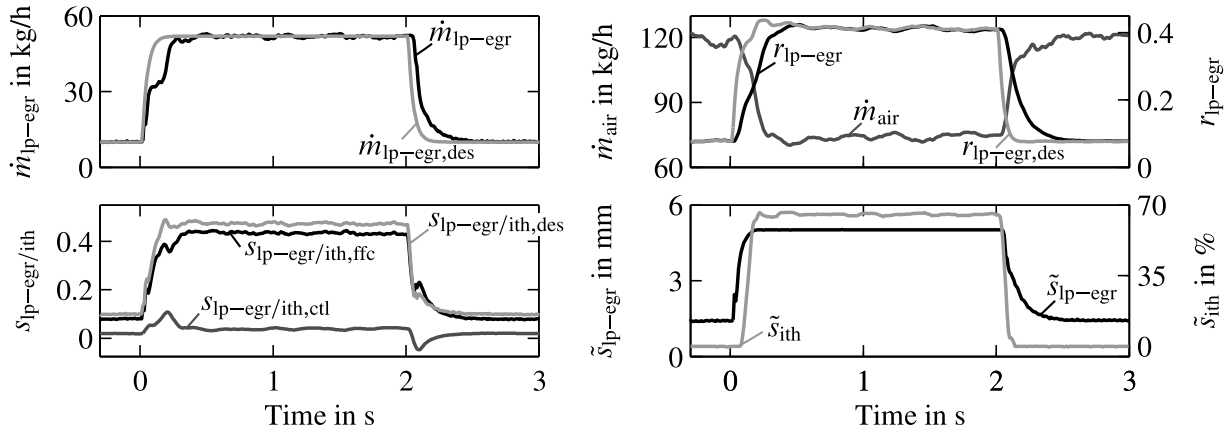 60
30
0
ṁlp−egr in kg/h
ṁlp−egr
ṁlp−egr,des
120
90
60
ṁair in kg/h
rlp−egr
ṁair
rlp−egr,des
0.4
0.2
0
rlp−egr
0.4
0.2
0
slp−egr/ith
slp−egr/ith,des
slp−egr/ith,ffc
slp−egr/ith,ctl
0
1
2
3
Time in s
6
3
0
s̃lp−egr in mm
s̃lp−egr
s̃ith
70
35
0
s̃ith in %
0
1
2
3
Time in s